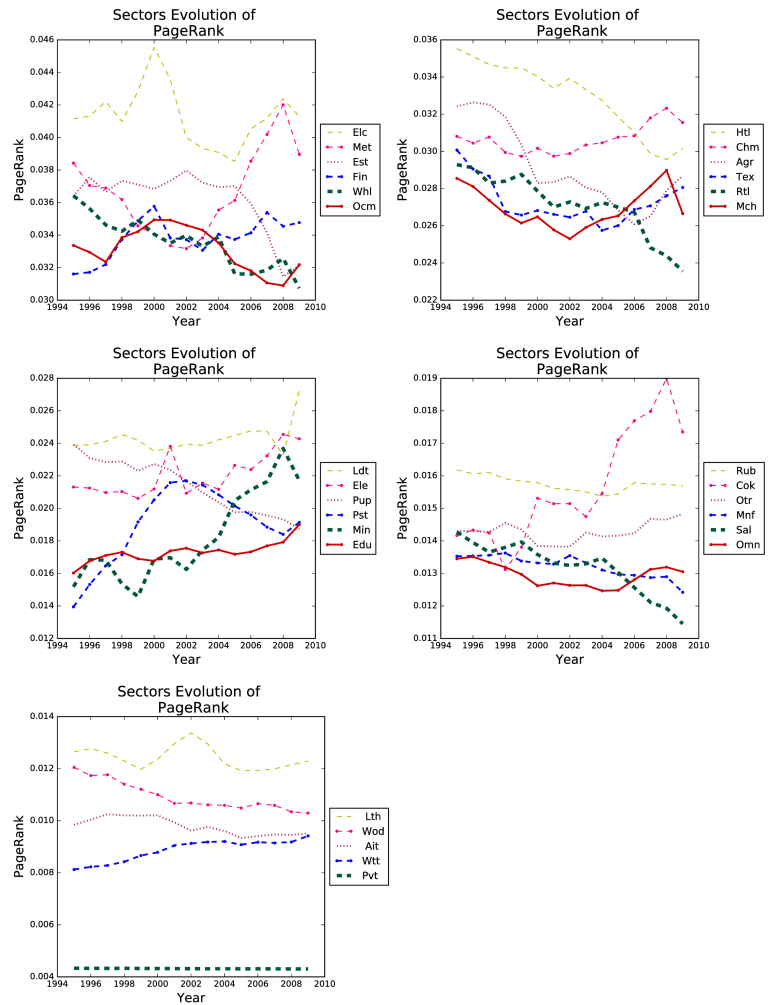 Sectors Evolution of
PageRank
0.046
0.044
0.042
0.040
0.038
0.036
0.034
0.032
0.030
PageRank
1994 1996 1998 2000 2002 2004 2006 2008 2010
Year
Elc
Met
Est
Fin
Whl
Ocm
Sectors Evolution of
PageRank
0.036
0.034
0.032
0.030
0.028
0.026
0.024
0.022
PageRank
1994 1996 1998 2000 2002 2004 2006 2008 2010
Year
Htl
Chm
Agr
Tex
Rtl
Mch
Sectors Evolution of
PageRank
0.028
0.026
0.024
0.022
0.020
0.018
0.016
0.014
0.012
PageRank
1994 1996 1998 2000 2002 2004 2006 2008 2010
Year
Ldt
Ele
Pup
Pst
Min
Edu
Sectors Evolution of
PageRank
0.019
0.018
0.017
0.016
0.015
0.014
0.013
0.012
0.011
PageRank
1994 1996 1998 2000 2002 2004 2006 2008 2010
Year
Rub
Cok
Otr
Mnf
Sal
Omn
Sectors Evolution of
PageRank
0.014
0.012
0.010
0.008
0.006
0.004
PageRank
1994 1996 1998 2000 2002 2004 2006 2008 2010
Year
Lth
Wod
Ait
Wtt
Pvt